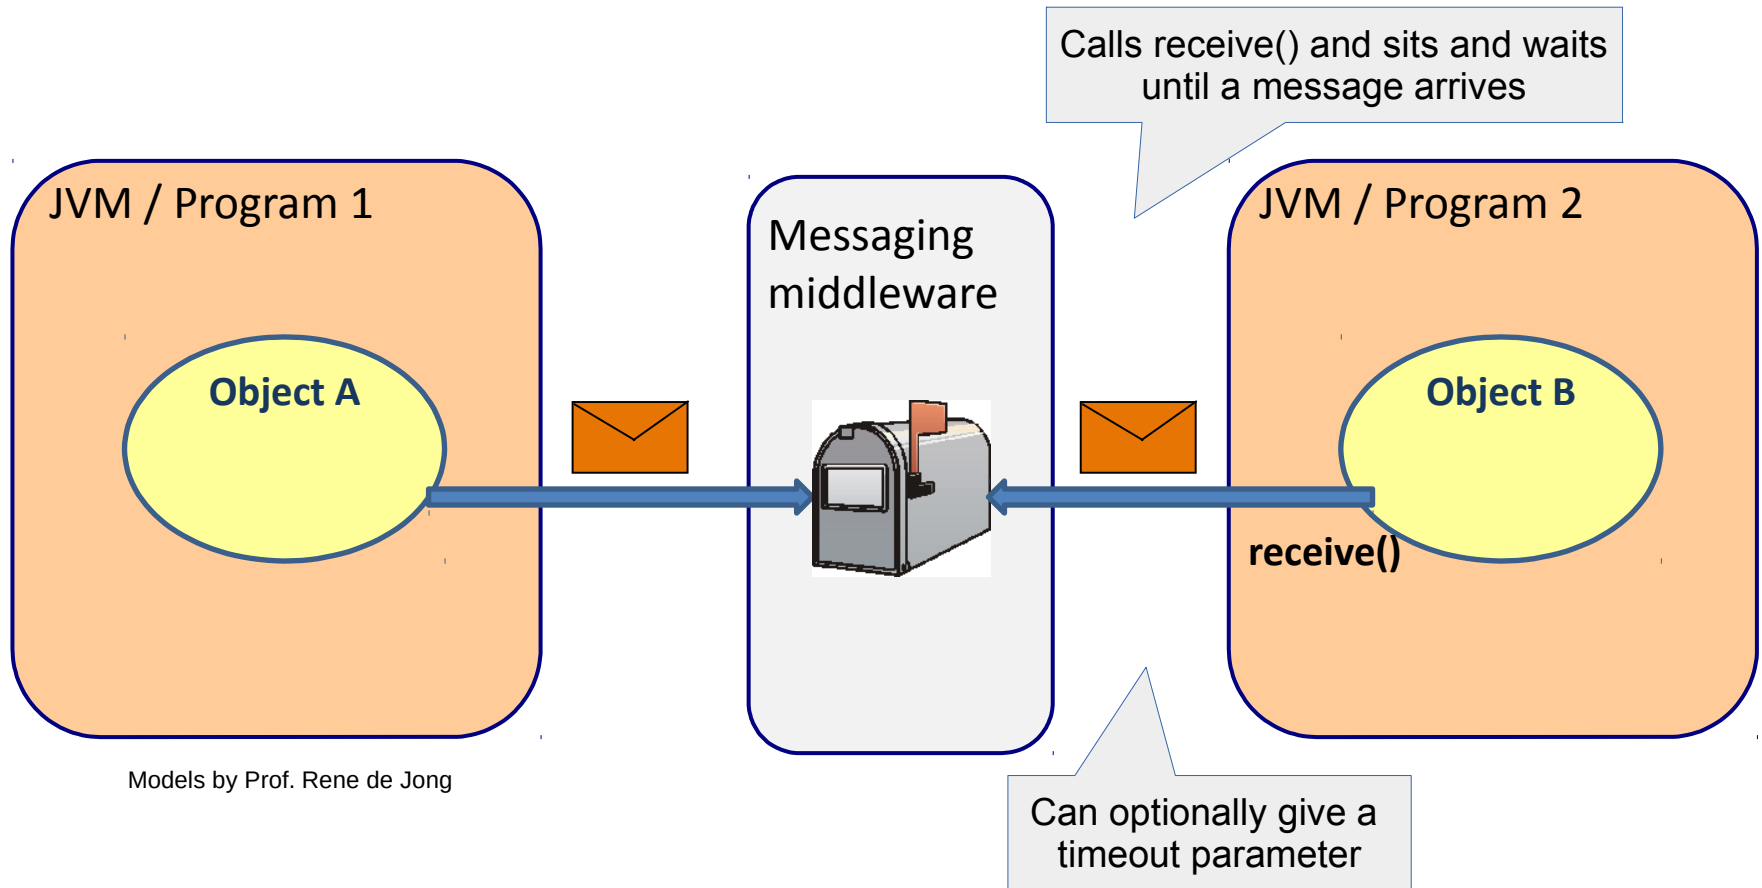 Calls receive() and sits and waits
until a message arrives
JVM / Program 1
Messaging
middleware
JVM / Program 2
Object A
Object B
receive()
Models by Prof. Rene de Jong
Can optionally give a
timeout parameter